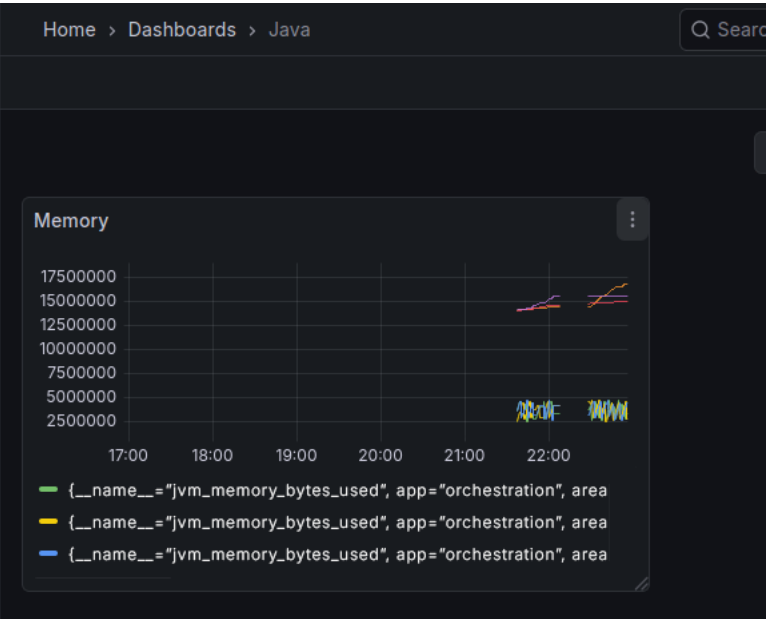 Home › Dashboards › Java
Searc
Memory
17500000
15000000
12500000
10000000
7500000
5000000
2500000
17:00 18:00 19:00 20:00 21:00 22:00
{__name__="jvm_memory_bytes_used", app="orchestration", area
{__name__="jvm_memory_bytes_used", app="orchestration", area
{__name__="jvm_memory_bytes_used", app="orchestration", area